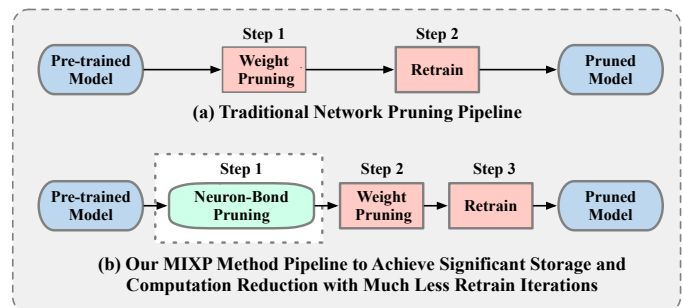 Step 1
Step 2
Pre-trained
Model
Weight
Pruning
Retrain
Pruned
Model
(a) Traditional Network Pruning Pipeline
Step 1
Step 2
Step 3
Pre-trained
Model
Neuron-Bond
Pruning
Weight
Pruning
Retrain
Pruned
Model
(b) Our MIXP Method Pipeline to Achieve Significant Storage and
Computation Reduction with Much Less Retrain Iterations